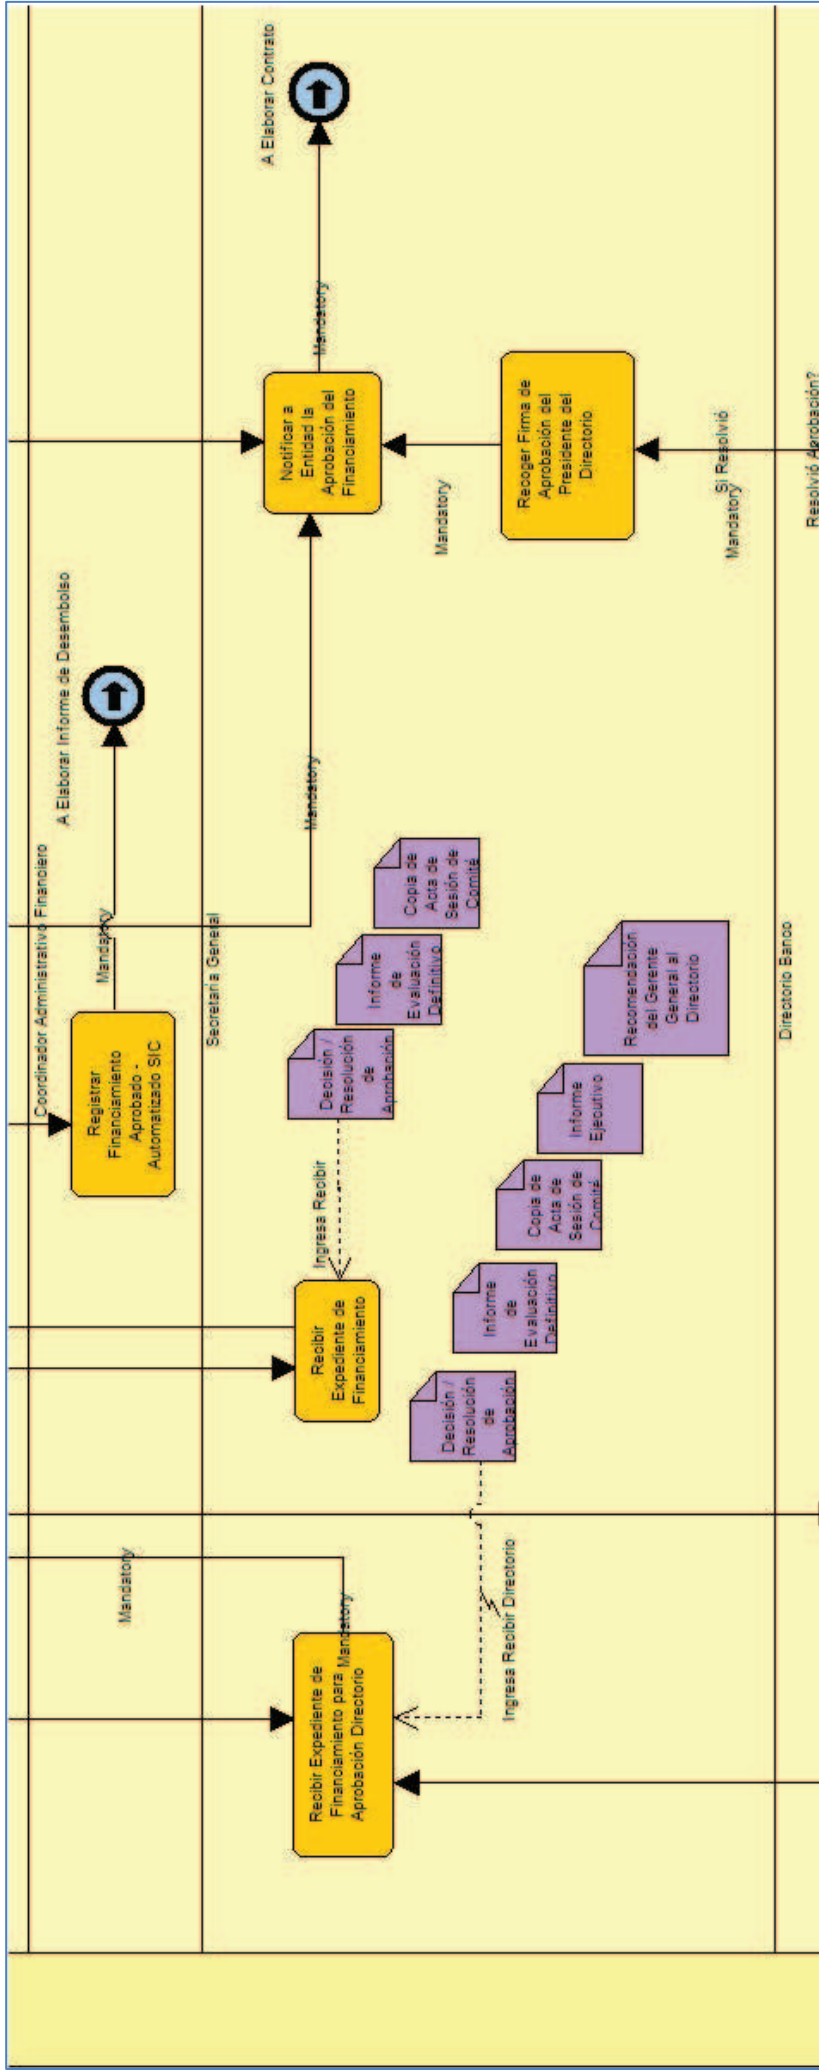 Coordinador Administrativo Financiero
Registrar
Financiamiento
Aprobado -
Automatizado SIC
Mandatory
A Elaborar Informe de Desembolso
Secretaría General
Mandatory
Recibir Expediente de
Financiamiento para
Aprobación Directorio
Mandatory
Ingresa Recibir Directorio
Recibir
Expediente de
Financiamiento
Ingresa Recibir
Decisión /
Resolución
de
Aprobación
Informe
de
Evaluación
Definitivo
Copia de
Acta de
Sesión de
Comité
Decisión /
Resolución
de
Aprobación
Informe
de
Evaluación
Definitivo
Copia de
Acta de
Sesión de
Comité
Informe
Ejecutivo
Recomendación
del Gerente
General al
Directorio
Mandatory
Notificar a
Entidad la
Aprobación del
Financiamiento
Mandatory
A Elaborar Contrato
Mandatory
Recoger Firma de
Aprobación del
Presidente del
Directorio
Si Resolvió
Mandatory
Directorio Banco
Resolvió Aprobación?